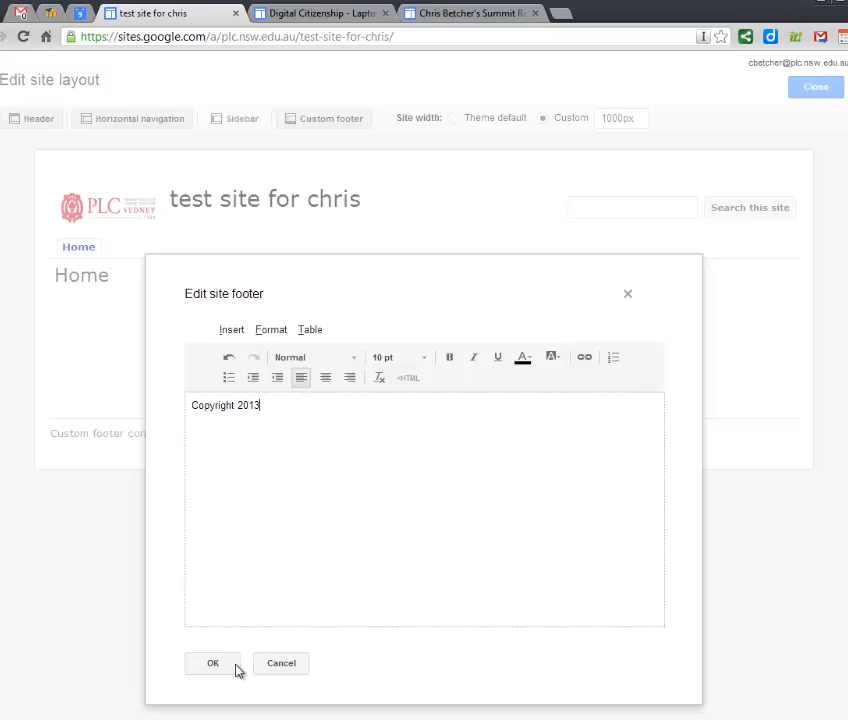 test site for chris
Digital Citizenship - Lapto
Chris Betcher's Summit Re
https://sites.google.com/a/plc.nsw.edu.au/test-site-for-chris/
cbetcher@plc.nsw.edu.au
Edit site layout
Close
Header
Horizontal navigation
Sidebar
Custom footer
Site width:
Theme default
Custom
1000px
PLC
SYDNEY
test site for chris
Search this site
Home
Home
Edit site footer
Insert Format Table
Normal
10 pt
B I U A A
<HTML
Copyright 2013
Custom footer con
OK
Cancel